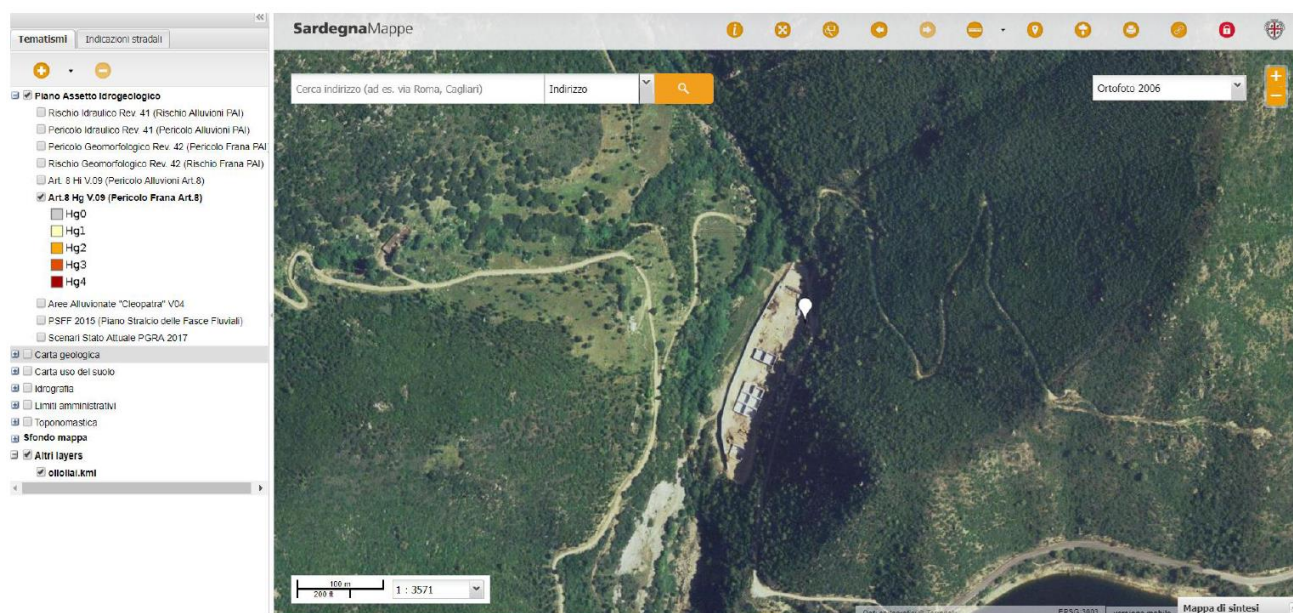 Tematismi
Indicazioni stradali
Piano Assetto Idrogeologico
Rischio Idraulico Rev. 41 (Rischio Alluvioni PAI)
Pericolo Idraulico Rev. 41 (Pericolo Alluvioni PAI)
Pericolo Geomorfologico Rev. 42 (Pericolo Frana PAI
Rischio Geomorfologico Rev. 42 (Rischio Frana PAI)
Art. 8 Hi V.09 (Pericolo Alluvioni Art.8)
Art.8 Hg V.09 (Pericolo Frana Art.8)
Hg0
Hg1
Hg2
Hg3
Hg4
Aree Alluvionate "Cleopatra" V04
PSFF 2015 (Piano Stralcio delle Fasce Fluviali)
Scenari Stato Attuale PGRA 2017
Carta geologica
Carta uso del suolo
Idrografia
Limiti amministrativi
Toponomastica
Sfondo mappa
Altri layers
ollollai.kml
SardegnaMappe
Cerca indirizzo (ad es. via Roma, Cagliari)
Indirizzo
Ortofoto 2006
100 m
200 ft
1 : 3571
EPSG:3003
versione mobile
Mappa di sintesi